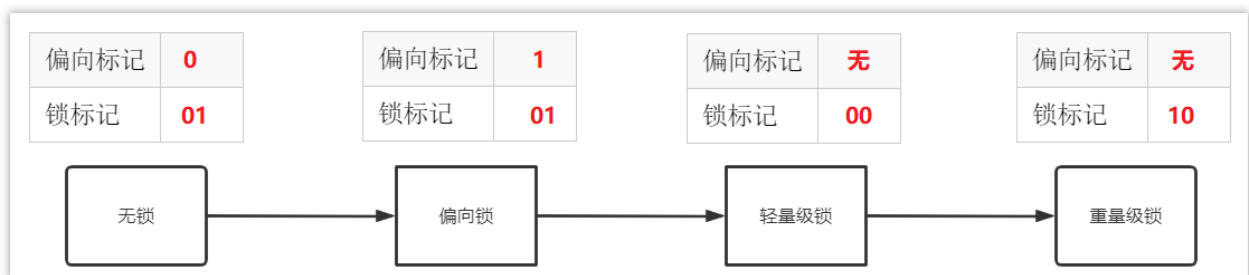 偏向标记 0
锁标记 01
偏向标记 1
锁标记 01
偏向标记 无
锁标记 00
偏向标记 无
锁标记 10
无锁
偏向锁
轻量级锁
重量级锁